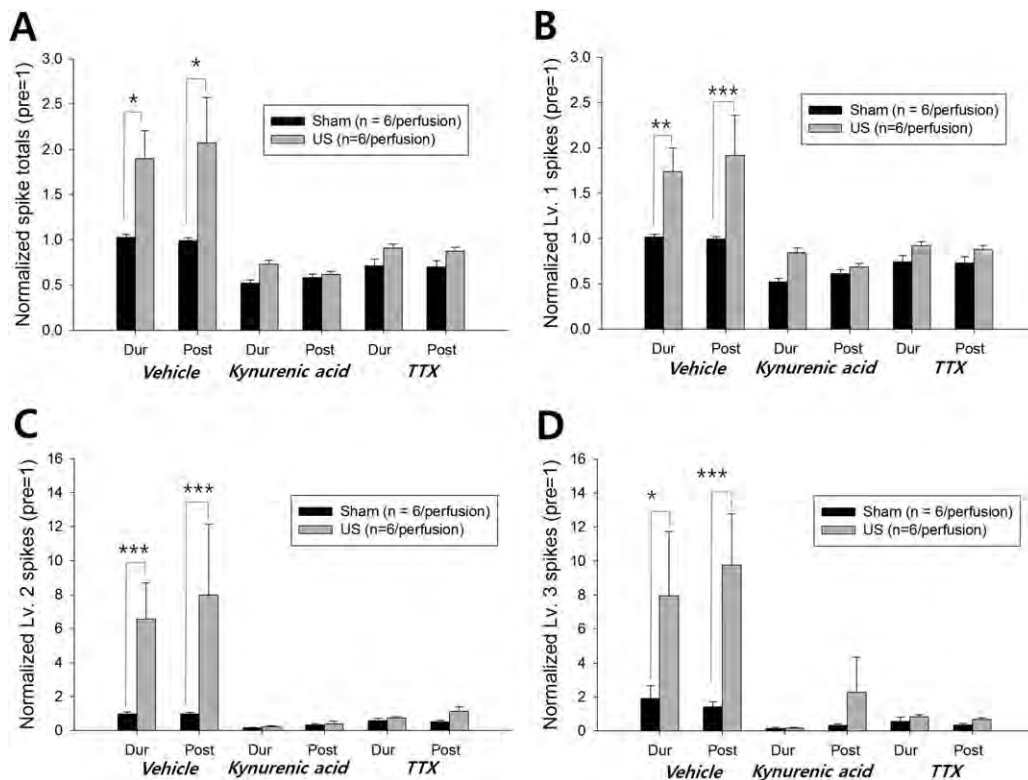 A
Normalized spike totals (pre=1)
3.0
2.5
2.0
1.5
1.0
0.5
0.0
*
*
Sham (n = 6/perfusion)
US (n=6/perfusion)
Dur
Post
Dur
Post
Dur
Post
Vehicle
Kynurenic acid
TTX
B
Normalized Lv. 1 spikes (pre=1)
3.0
2.5
2.0
1.5
1.0
0.5
0.0
**
***
Sham (n = 6/perfusion)
US (n=6/perfusion)
Dur
Post
Dur
Post
Dur
Post
Vehicle
Kynurenic acid
TTX
C
Normalized Lv. 2 spikes (pre=1)
16
14
12
10
8
6
4
2
0
***
***
Sham (n = 6/perfusion)
US (n=6/perfusion)
Dur
Post
Dur
Post
Dur
Post
Vehicle
Kynurenic acid
TTX
D
Normalized Lv. 3 spikes (pre=1)
16
14
12
10
8
6
4
2
0
*
***
Sham (n = 6/perfusion)
US (n=6/perfusion)
Dur
Post
Dur
Post
Dur
Post
Vehicle
Kynurenic acid
TTX